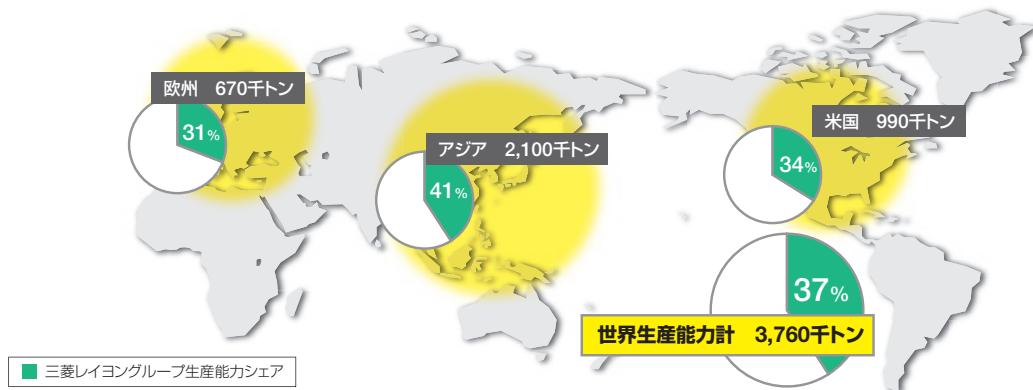 欧州 670千トン
31%
アジア 2,100千トン
41%
米国 990千トン
34%
37%
世界生産能力計 3,760千トン
三菱レイヨングループ生産能力シェア